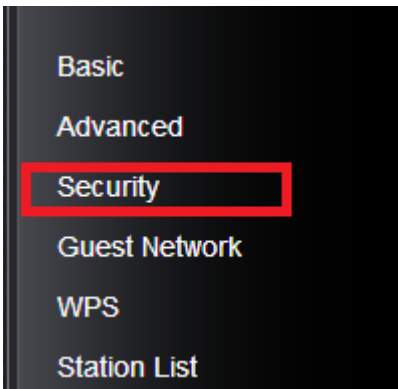 Basic
Advanced
Security
Guest Network
WPS
Station List